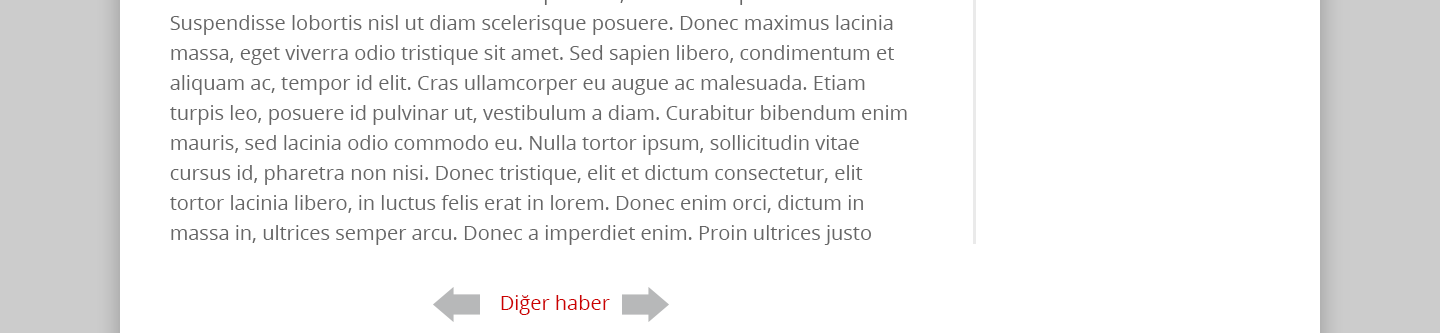 Suspendisse lobortis nisl ut diam scelerisque posuere. Donec maximus lacinia
massa, eget viverra odio tristique sit amet. Sed sapien libero, condimentum et
aliquam ac, tempor id elit. Cras ullamcorper eu augue ac malesuada. Etiam
turpis leo, posuere id pulvinar ut, vestibulum a diam. Curabitur bibendum enim
mauris, sed lacinia odio commodo eu. Nulla tortor ipsum, sollicitudin vitae
cursus id, pharetra non nisi. Donec tristique, elit et dictum consectetur, elit
tortor lacinia libero, in luctus felis erat in lorem. Donec enim orci, dictum in
massa in, ultrices semper arcu. Donec a imperdiet enim. Proin ultrices justo
Diğer haber